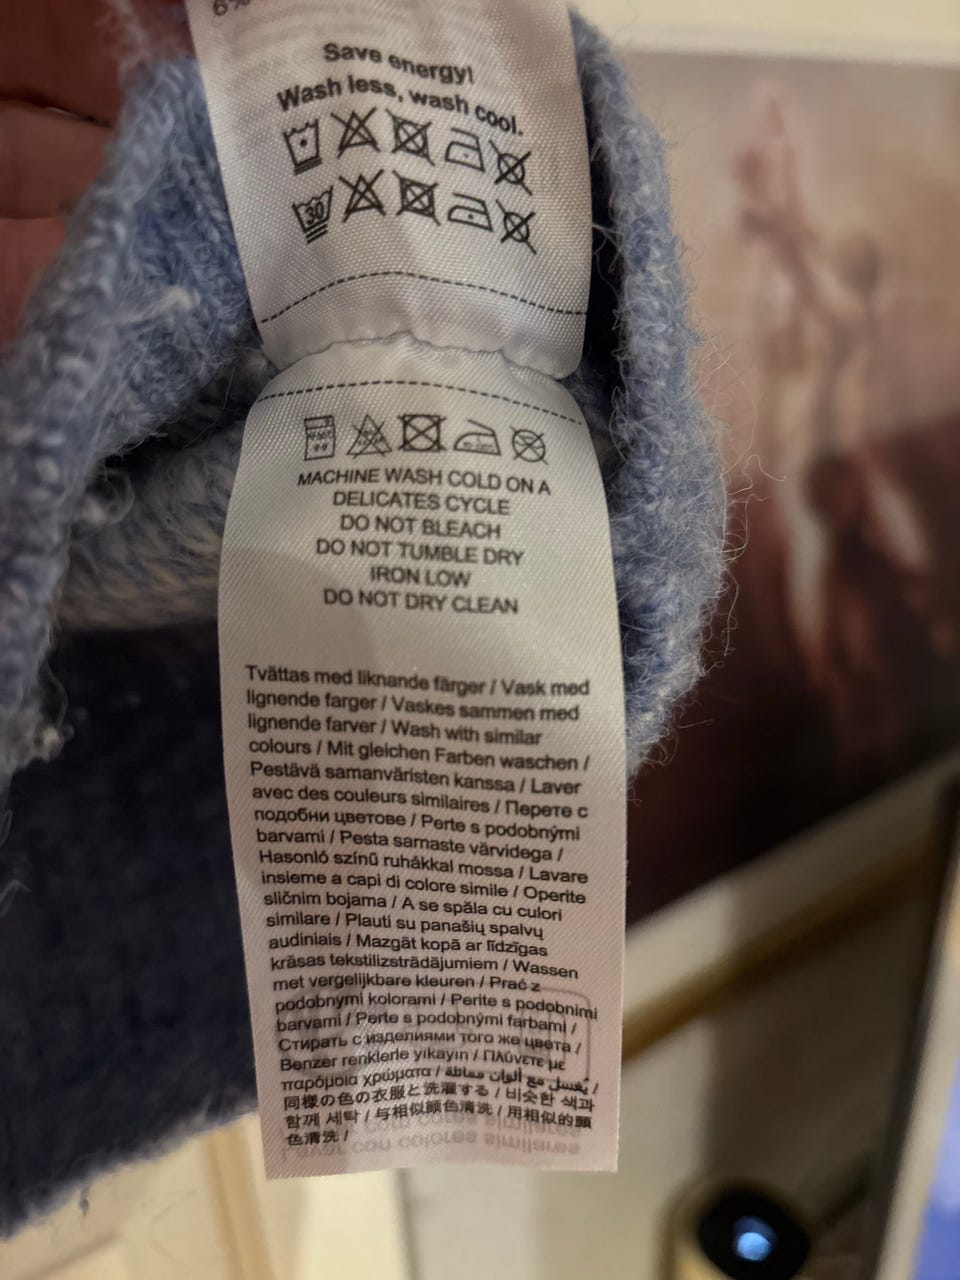 6%
Save energy!
Wash less, wash cool.
30
MACHINE WASH COLD ON A
DELICATES CYCLE
DO NOT BLEACH
DO NOT TUMBLE DRY
IRON LOW
DO NOT DRY CLEAN
Tvättas med liknande färger / Vask med
lignende farger / Vaskes sammen med
lignende farver / Wash with similar
colours / Mit gleichen Farben waschen /
Pestävä samanväristen kanssa / Laver
avec des couleurs similaires / Перете с
подобни цветове / Perte s podobnými
barvami / Pesta sarnaste värvidega /
Hasonló színű ruhákkal mossa / Lavare
insieme a capi di colore simile / Operite
sličnim bojama / A se spăla cu culori
similare / Plauti su panašių spalvų
audiniais / Mazgāt kopā ar līdzīgas
krāsas tekstilizstrādājumiem / Wassen
met vergelijkbare kleuren / Prać z
podobnymi kolorami / Perite s podobnimi
barvami / Perte s podobnými farbami /
Стирать с изделиями того же цвета /
Benzer renklerle yıkayın / Πλύνετε με
παρόμοια χρώματα / يُغسل مع ألوان مماثلة /
同様の色の衣服と洗濯する / 비슷한 색과
함께 세탁 / 与相似颜色清洗 / 用相似的顏
色清洗 /